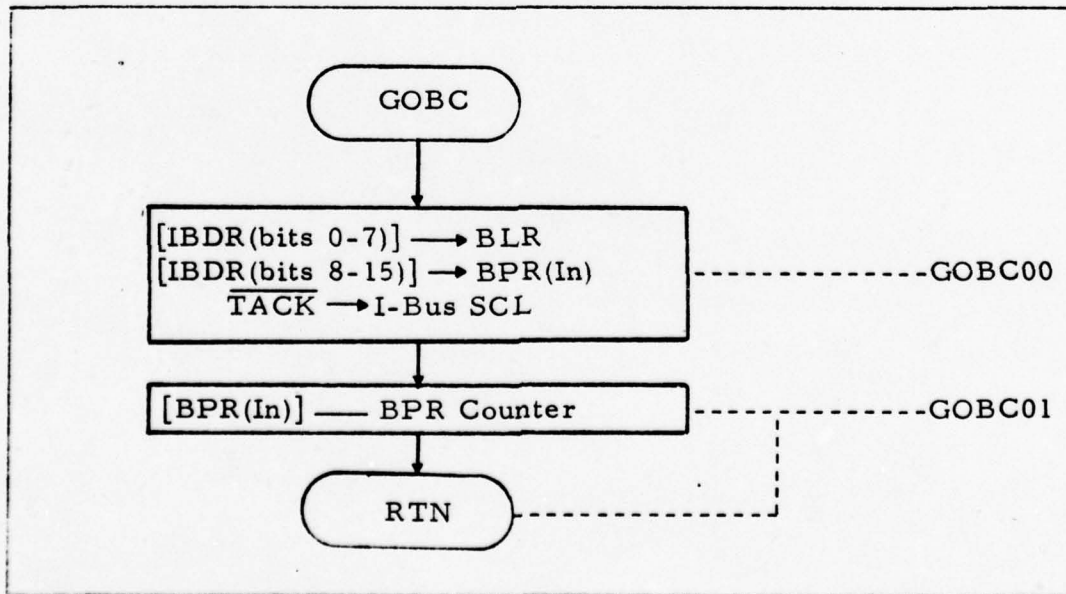 GOBC
[IBDR(bits 0-7)] → BLR
[IBDR(bits 8-15)] → BPR(In)
GOBC00
T̅A̅C̅K̅ → I-Bus SCL
[BPR(In)] — BPR Counter
GOBC01
RTN